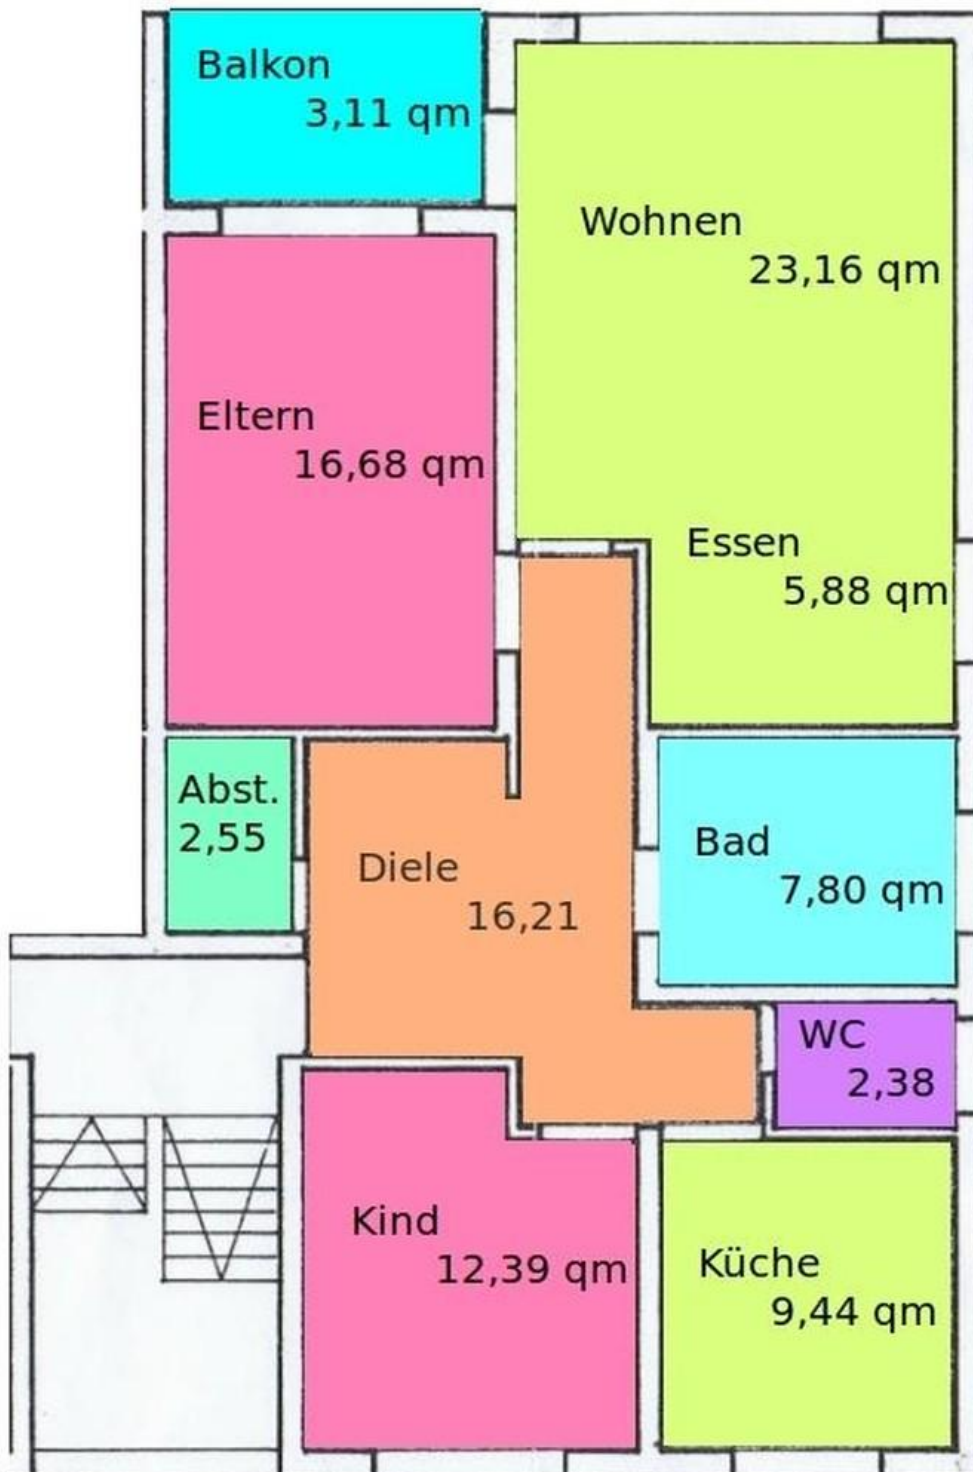 Balkon
3,11 qm
Wohnen
23,16 qm
Eltern
16,68 qm
Essen
5,88 qm
Abst.
2,55
Diele
16,21
Bad
7,80 qm
WC
2,38
Kind
12,39 qm
Küche
9,44 qm